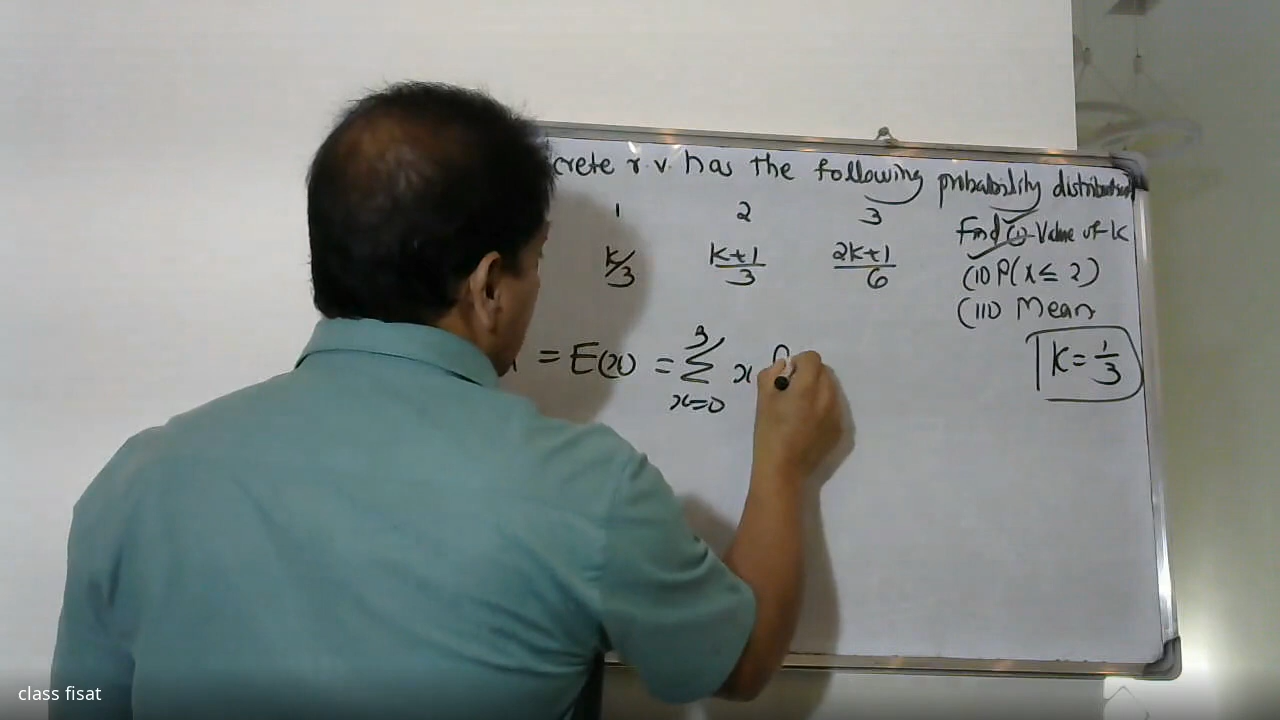 crete r.v. has the following probability distribution
1 2 3
k/3 k+1/3 2k+1/6
Find (i) Value of k
(ii) P(x ≤ 2)
(iii) Mean
= E(x) = 3 Σ x=0 x
k = 1/3
class fisat